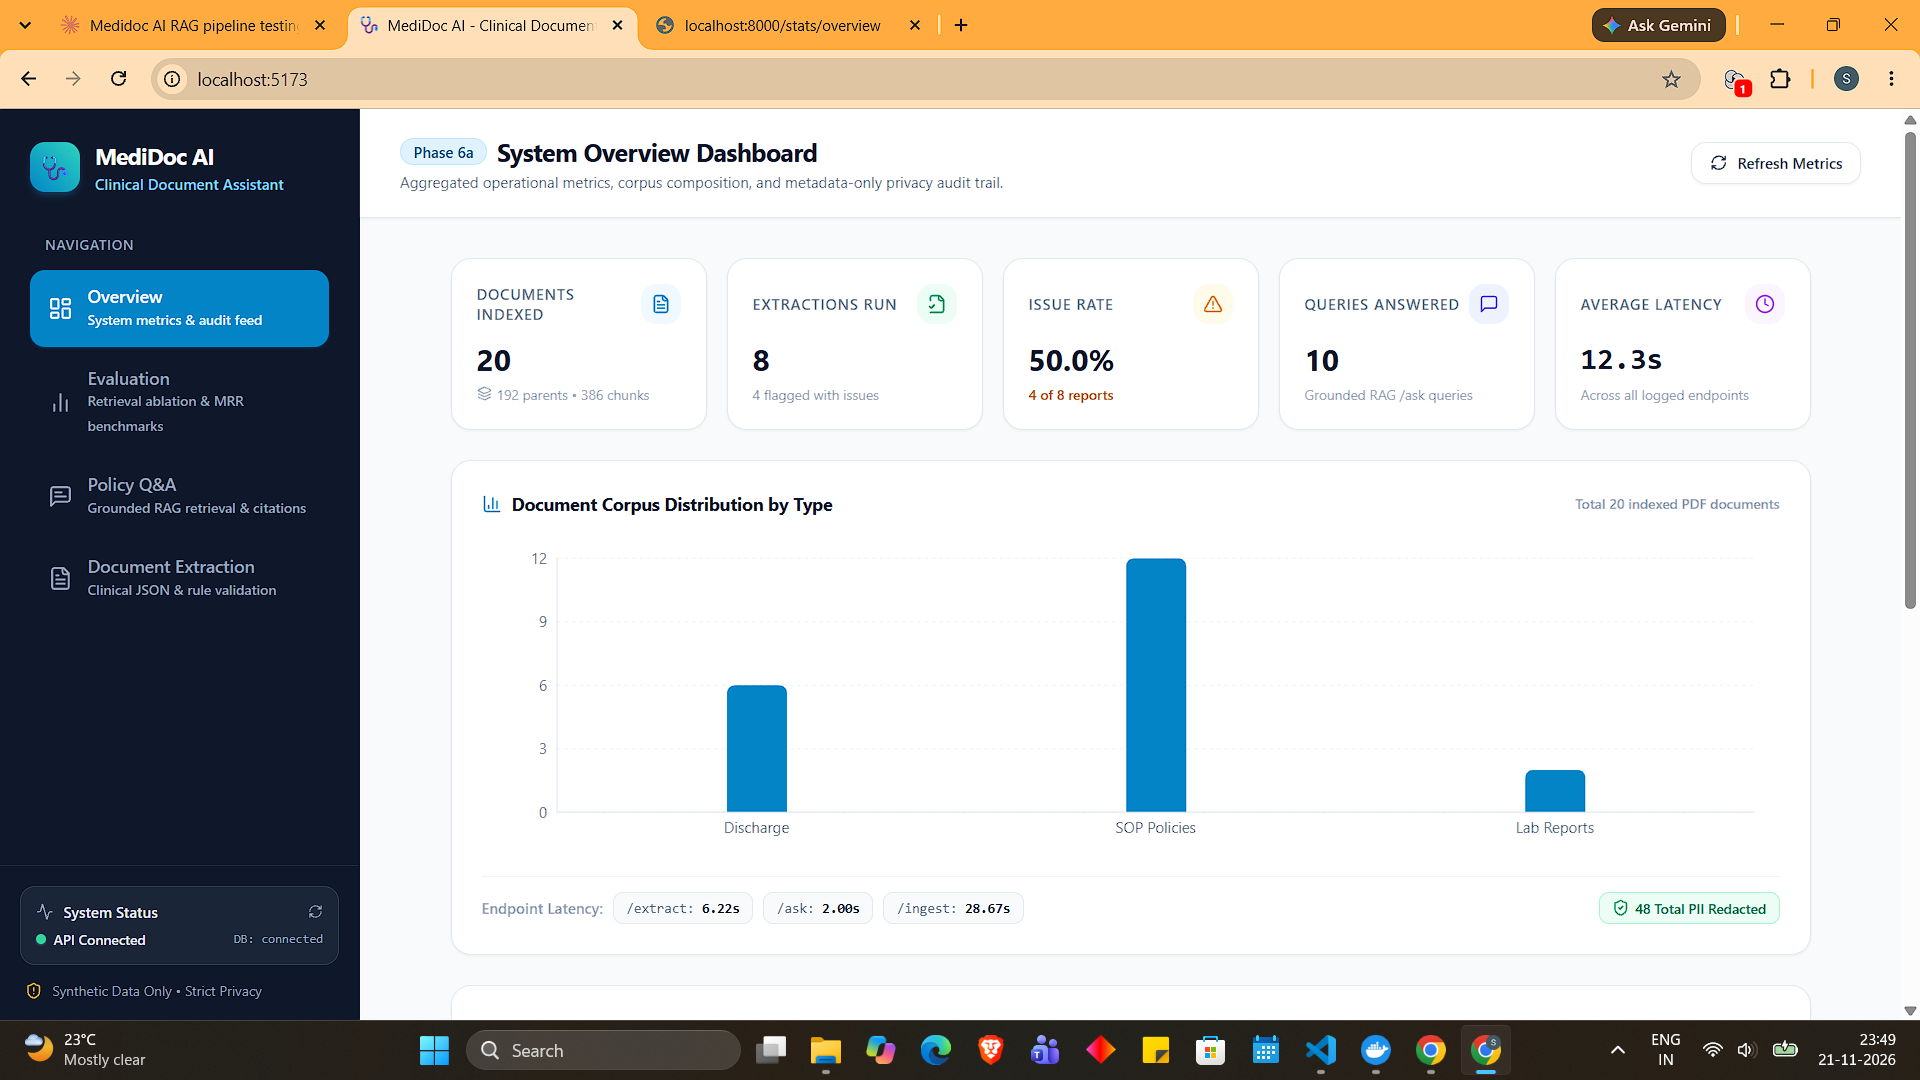 Medidoc AI RAG pipeline testin
MediDoc AI - Clinical Documen
localhost:8000/stats/overview
Ask Gemini
localhost:5173
1
S
MediDoc AI
Clinical Document Assistant
NAVIGATION
Overview
System metrics & audit feed
Evaluation
Retrieval ablation & MRR
benchmarks
Policy Q&A
Grounded RAG retrieval & citations
Document Extraction
Clinical JSON & rule validation
System Status
API Connected
DB: connected
Synthetic Data Only • Strict Privacy
Phase 6a
System Overview Dashboard
Aggregated operational metrics, corpus composition, and metadata-only privacy audit trail.
Refresh Metrics
DOCUMENTS
INDEXED
20
192 parents • 386 chunks
EXTRACTIONS RUN
8
4 flagged with issues
ISSUE RATE
50.0%
4 of 8 reports
QUERIES ANSWERED
10
Grounded RAG /ask queries
AVERAGE LATENCY
12.3s
Across all logged endpoints
Document Corpus Distribution by Type
Total 20 indexed PDF documents
12
9
6
3
0
Discharge
SOP Policies
Lab Reports
Endpoint Latency:
/extract: 6.22s
/ask: 2.00s
/ingest: 28.67s
48 Total PII Redacted
23°C
Mostly clear
Search
S
ENG
IN
23:49
21-11-2026